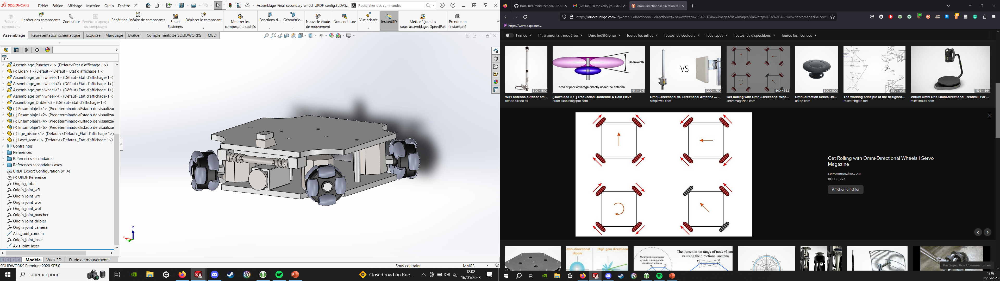 SOLIDWORKS Fichier Edition Affichage Insertion Outils Fenêtre Assemblage_Final_secondary_wheel_URDF_config.SLDAS... Rechercher des commandes
Editer le composant
Insérer des composants
Contrainte
Fenêtre d'aperçu du composant
Répétition linéaire de composants
Smart Fasteners
Déplacer le composant
Montrer les composants cachés
Fonctions d...
Géométrie...
Nouvelle étude de mouvement
Nomenclature
Vue éclatée
Instant3D
Mettre à jour les sous-assemblages SpeedPak
Prendre un instantané
Assemblage Représentation schématique Esquisse Marquage Evaluer Compléments de SOLIDWORKS MBD
Assemblage_Puncher<1> (Défaut<Etat d'affichage-1>)
(-) Lidar<1> (Défaut<<Défaut>_Etat d'affichage 1>)
Assemblage_omniwheel<1> (Défaut<Etat d'affichage-1>)
Assemblage_omniwheel<2> (Défaut<Etat d'affichage-1>)
Assemblage_omniwheel<3> (Défaut<Etat d'affichage-1>)
Assemblage_omniwheel<4> (Défaut<Etat d'affichage-1>)
Assemblage_Dribler<3> (Défaut<Etat d'affichage-1>)
(-) Ensamblaje1<1> (Predeterminado<Estado de visualizac
(-) Ensamblaje1<2> (Predeterminado<Estado de visualizac
(-) Ensamblaje1<4> (Predeterminado<Estado de visualizac
(-) Ensamblaje1<6> (Predeterminado<Estado de visualizac
(-) tige_piston<1> (Défaut<<Défaut>_Etat d'affichage 1>)
(-) Laser_scan<1> (Défaut<<Défaut>_Etat d'affichage 1>)
Contraintes
References
References secondaires
References secondaires axes
URDF Export Configuration (v1.4)
(-) URDF Reference
Origin_global
Origin_joint_wfl
Origin_joint_wfr
Origin_joint_wbr
Origin_joint_wbl
Origin_joint_puncher
Origin_joint_dribler
Origin_joint_camera
Axis_joint_camera
Origin_joint_laser
Axis_joint_laser
Z
X
Modèle Vues 3D Etude de mouvement 1
SOLIDWORKS Premium 2020 SP5.0 Sous-contraint MMGS
Taper ici pour Closed road on Rue... 12:02
16/05/2023
IsmailBl/Omnidirectional-Robo [GitHub] Please verify your dev omni directionnal direction at D
https://duckduckgo.com/?q=omni+directionnal+direction&t=newext&atb=v342-1&iax=images&ia=images&iai=https%3A%2F%2Fwww.servomagazine.com%
https://www.papadust...
France Filtre parental : modérée Date indifférente Toutes les tailles Toutes les couleurs Tous types Toutes les dispositions Toutes les licences
Beamwidth
Area of poor coverage directly under the antenna
VS
800 × 800 441 × 216 1200 × 750 800 × 562 800 × 800 850 × 608 1536 × 864
WIFI antenna outdoor om...
tienda.siliceo.es
[Download 27+] Traduccion Dantenne A Gain Eleve
autor-1444.blogspot.com
Omni-Directional vs. Directional Antenna — ...
simplewifi.com
Get Rolling with Omni-Directional Whe...
servomagazine.com
Omni-direction Series DV...
antop.com
The working principle of the designed...
researchgate.net
Virtuix Omni One Omni-directional Treadmill For ...
mikeshouts.com
Get Rolling with Omni-Directional Wheels | Servo
Magazine
servomagazine.com
800 × 562
Afficher le fichier
Omni-directional
dipole
High gain directional
The transmission range
of node v₁ using omni-
directional antenna
The transmission range of node v1 and
v4 using the directional antenna
Partagez Vos Commentaires
12:02
16/05/2023